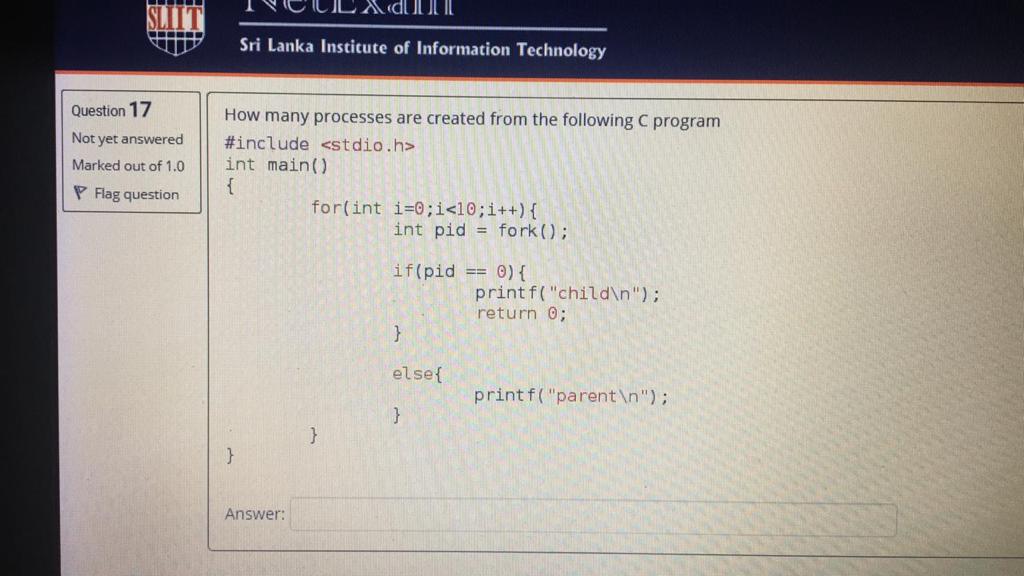 SLIIT
NetExam
Sri Lanka Institute of Information Technology
Question 17
Not yet answered
Marked out of 1.0
Flag question
How many processes are created from the following C program
#include <stdio.h>
int main()
{
for(int i=0;i<10;i++){
int pid = fork();
if(pid == 0){
printf("child\n");
return 0;
}
else{
printf("parent\n");
}
}
}
Answer: